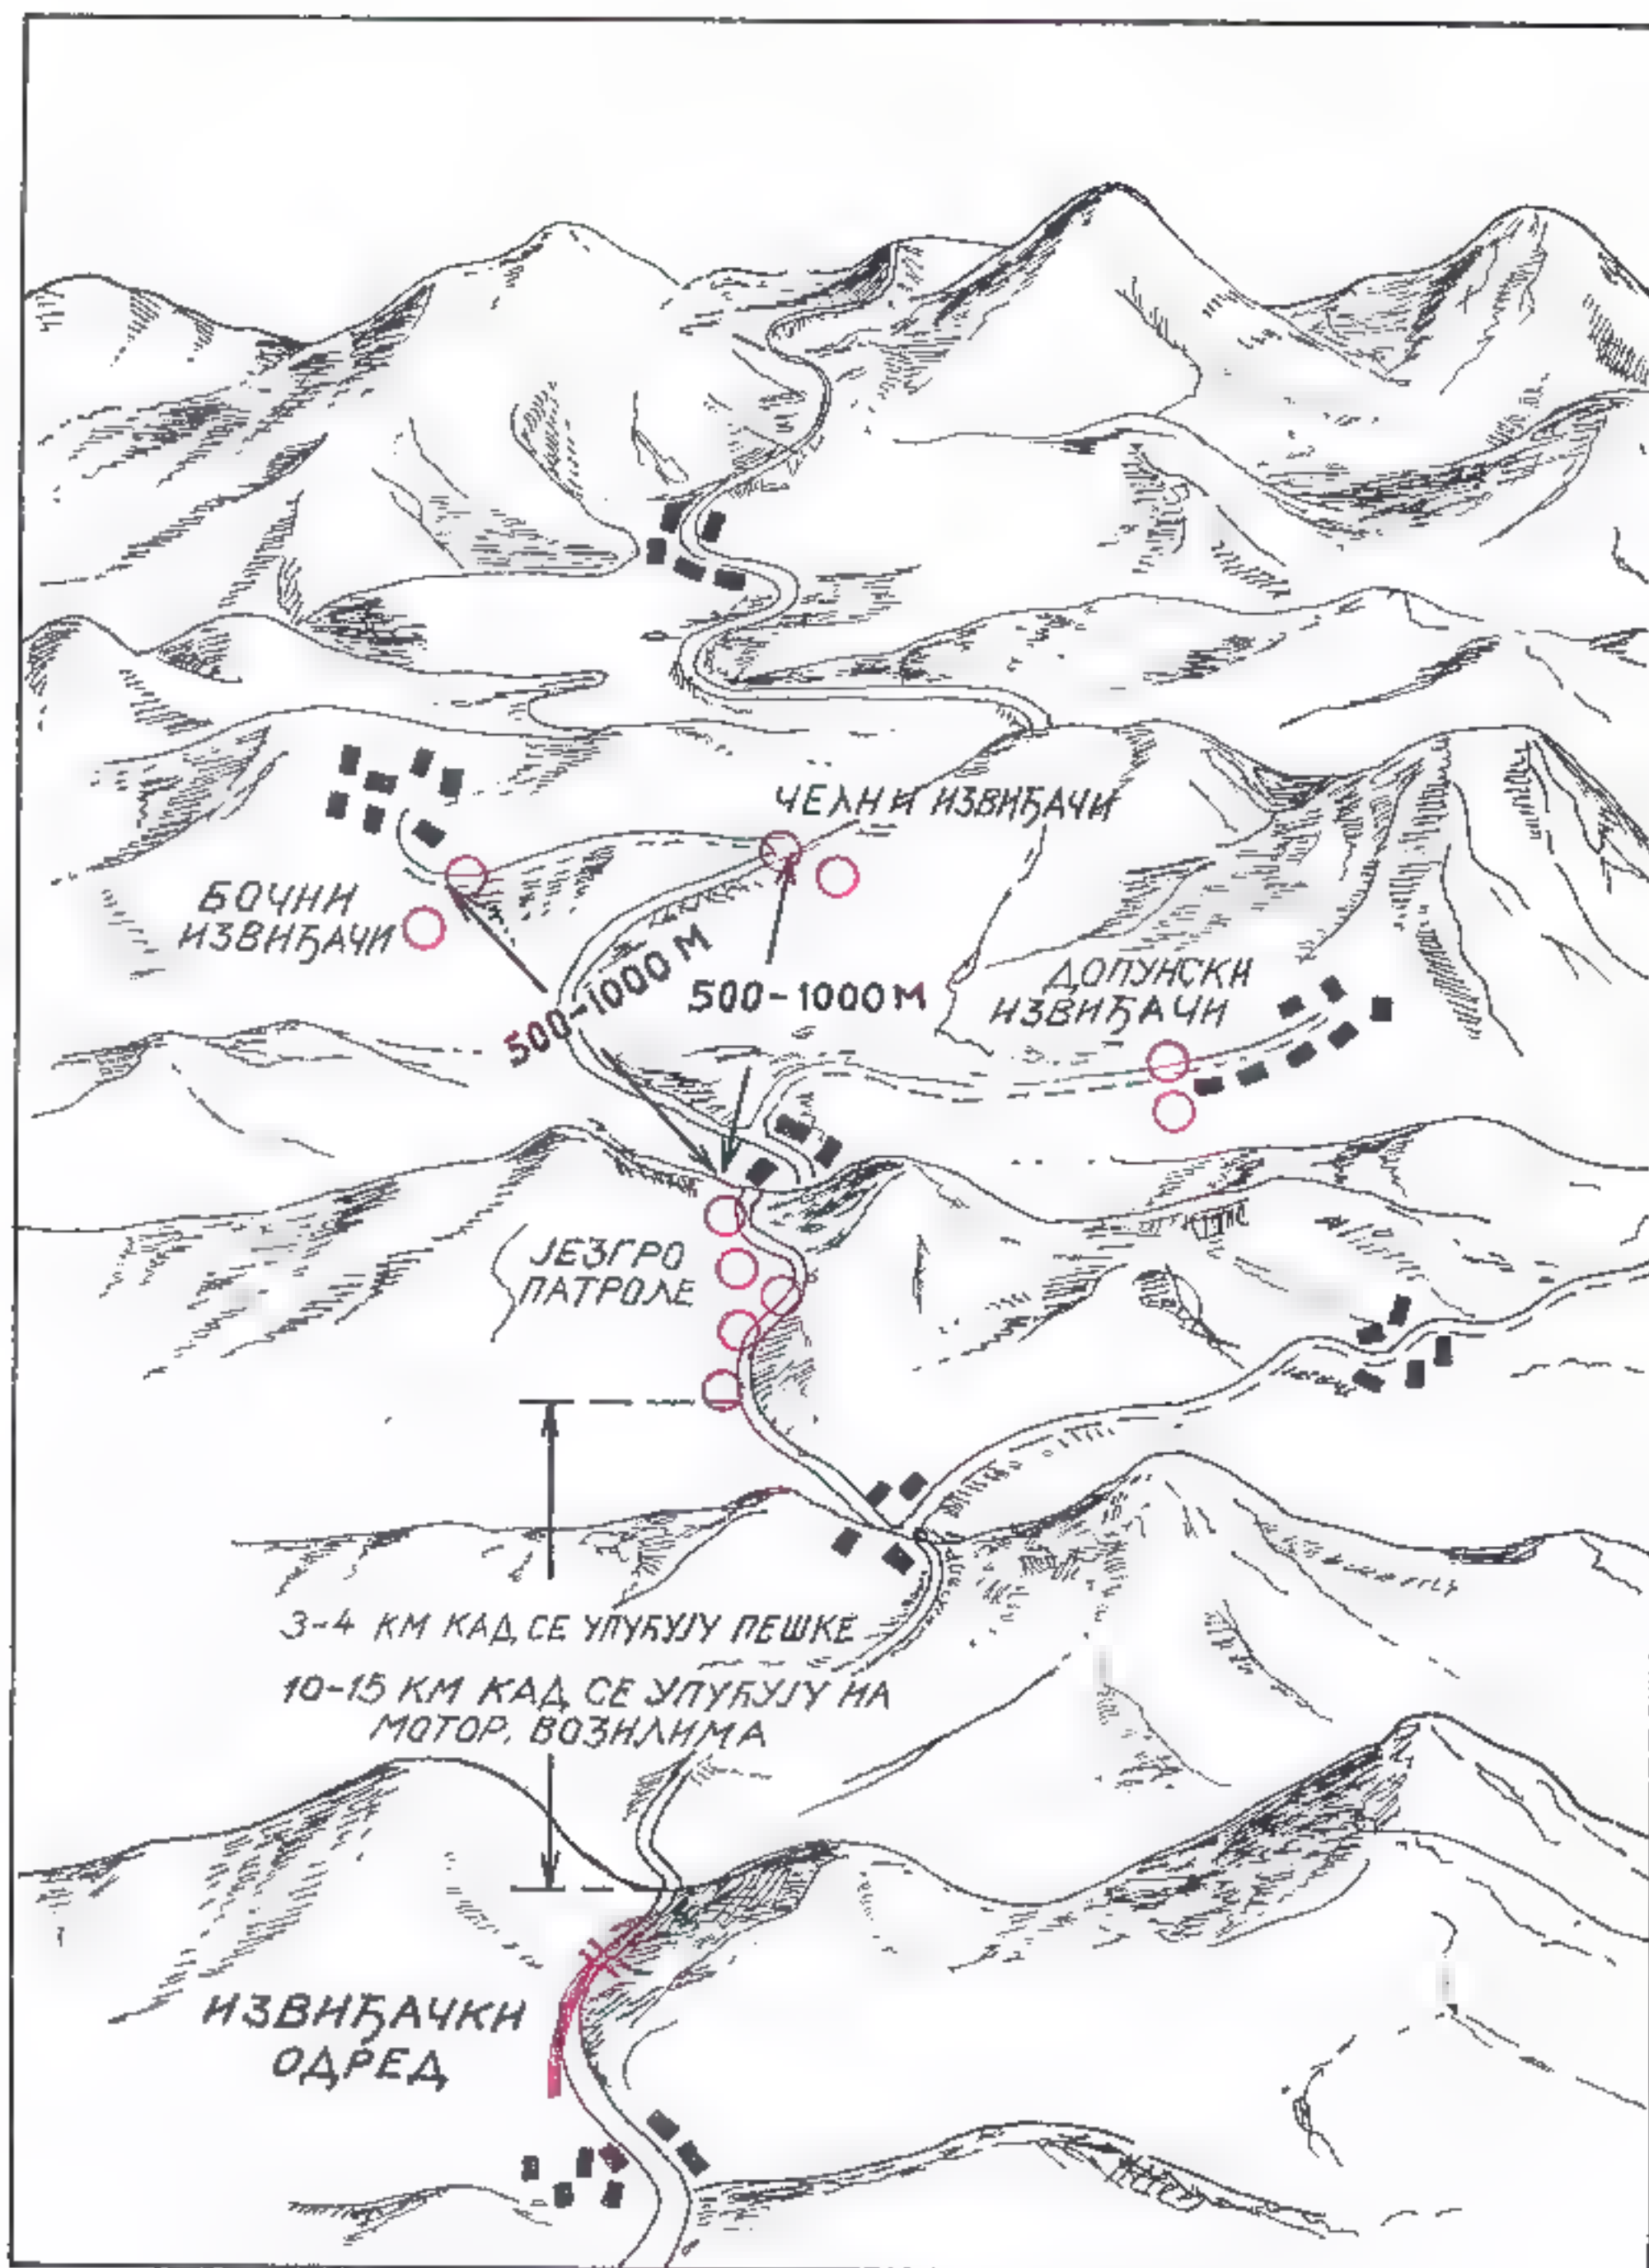 ЧЕЛНИ ИЗВИЂАЧИ
БОЧНИ
ИЗВИЂАЧИ
500-1000 М
500-1000 М
ДОПУНСКИ
ИЗВИЂАЧИ
ЈЕЗГРО
ПАТРОЛЕ
3-4 КМ КАД СЕ УПУЋУЈУ ПЕШКЕ
10-15 КМ КАД СЕ УПУЋУЈУ НА
МОТОР. ВОЗИЛИМА
ИЗВИЂАЧКИ
ОДРЕД